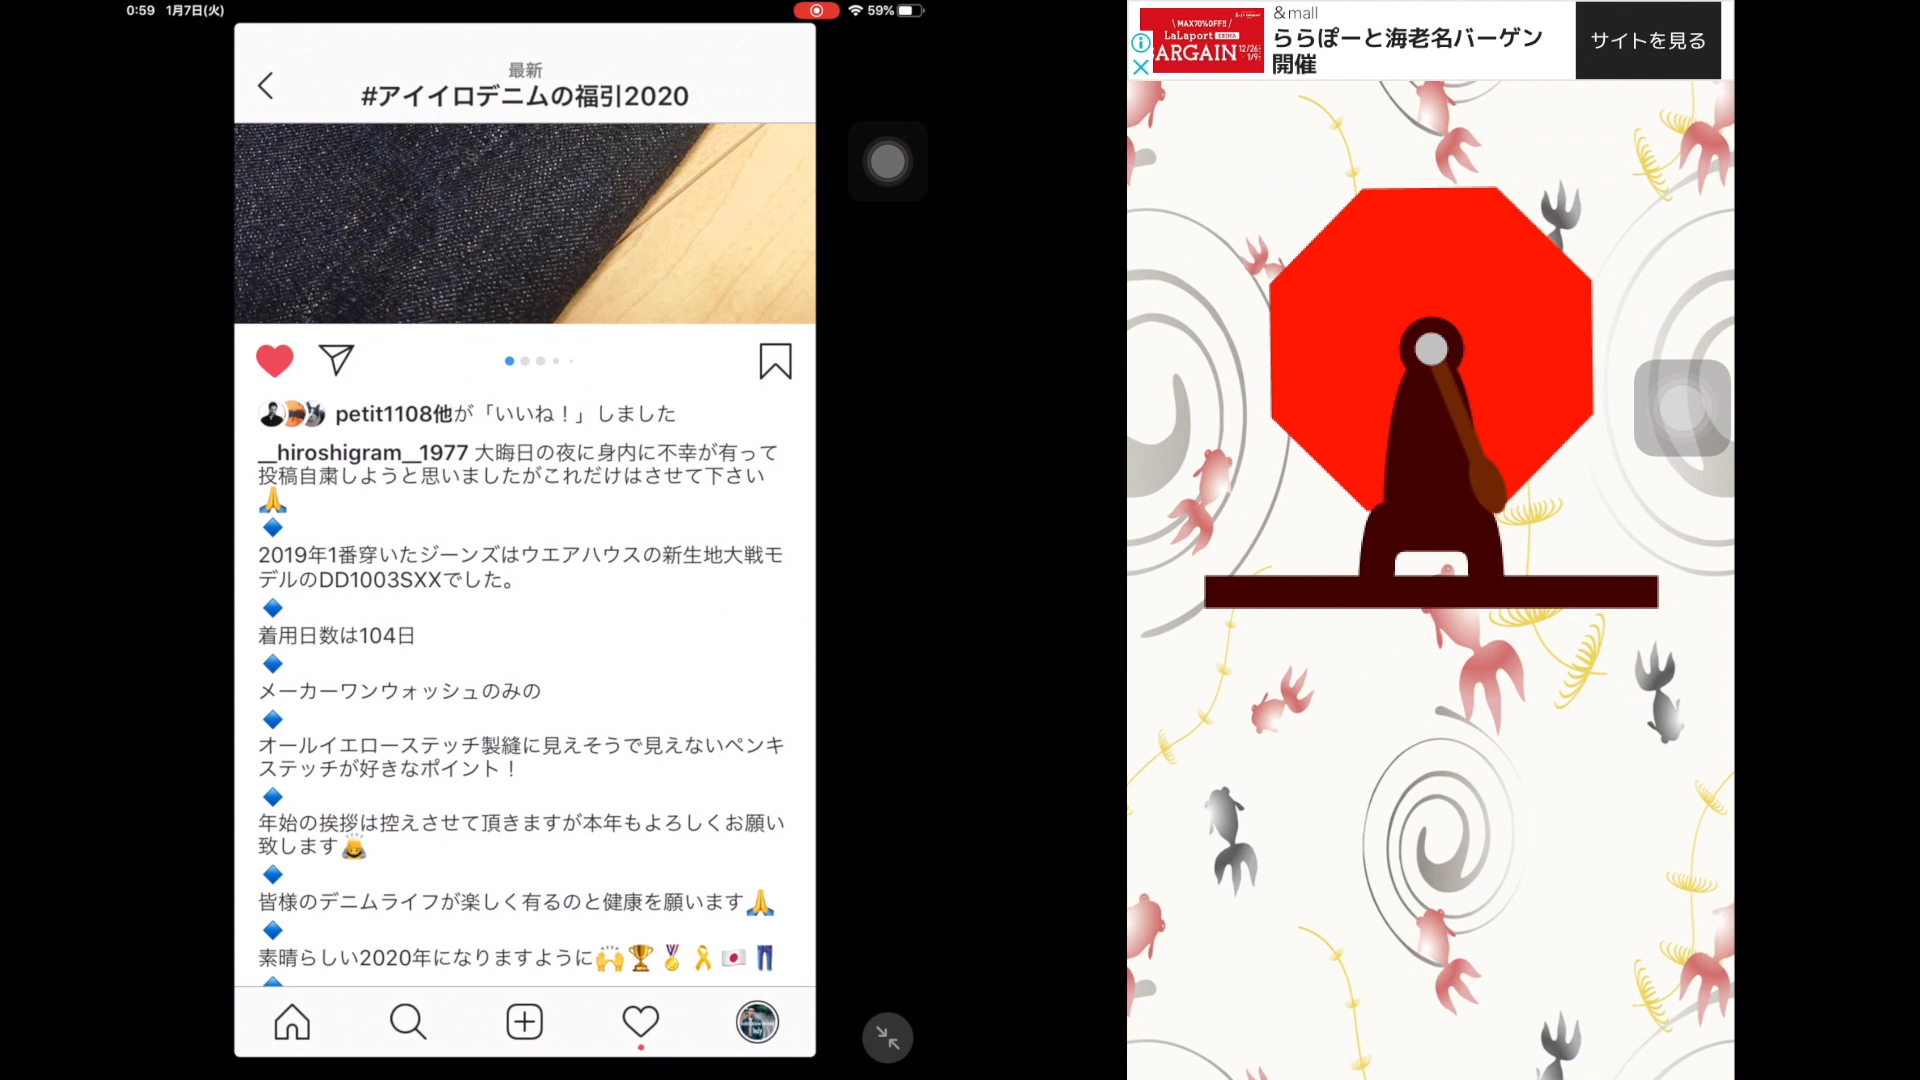 0:59 1月7日(火)
59%
最新
#アイイロデニムの福引2020
petit1108他が「いいね！」しました
__hiroshigram__1977 大晦日の夜に身内に不幸が有って
投稿自粛しようと思いましたがこれだけはさせて下さい
🙏
🔷
2019年1番穿いたジーンズはウエアハウスの新生地大戦モ
デルのDD1003SXXでした。
🔷
着用日数は104日
🔷
メーカーワンウォッシュのみの
🔷
オールイエローステッチ製縫に見えそうで見えないペンキ
ステッチが好きなポイント！
🔷
年始の挨拶は控えさせて頂きますが本年もよろしくお願い
致します🙇
🔷
皆様のデニムライフが楽しく有るのと健康を願います🙏
🔷
素晴らしい2020年になりますように🙌🏆🏅🎗🇯🇵👖
🔷
\ MAX70%OFF!! /
LaLaport EBINA
BARGAIN 12/26 1/9
&mall
ららぽーと海老名バーゲン
開催
サイトを見る